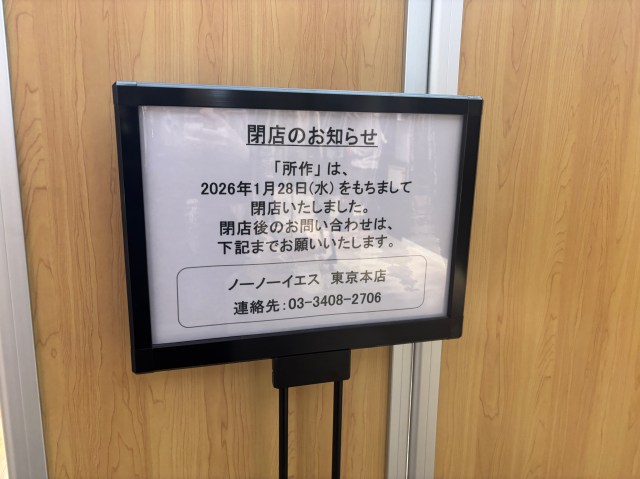 閉店のお知らせ
「所作」は、
2026年1月28日(水)をもちまして
閉店いたしました。
閉店後のお問い合わせは、
下記までお願いいたします。
ノーノーイエス 東京本店
連絡先:03-3408-2706